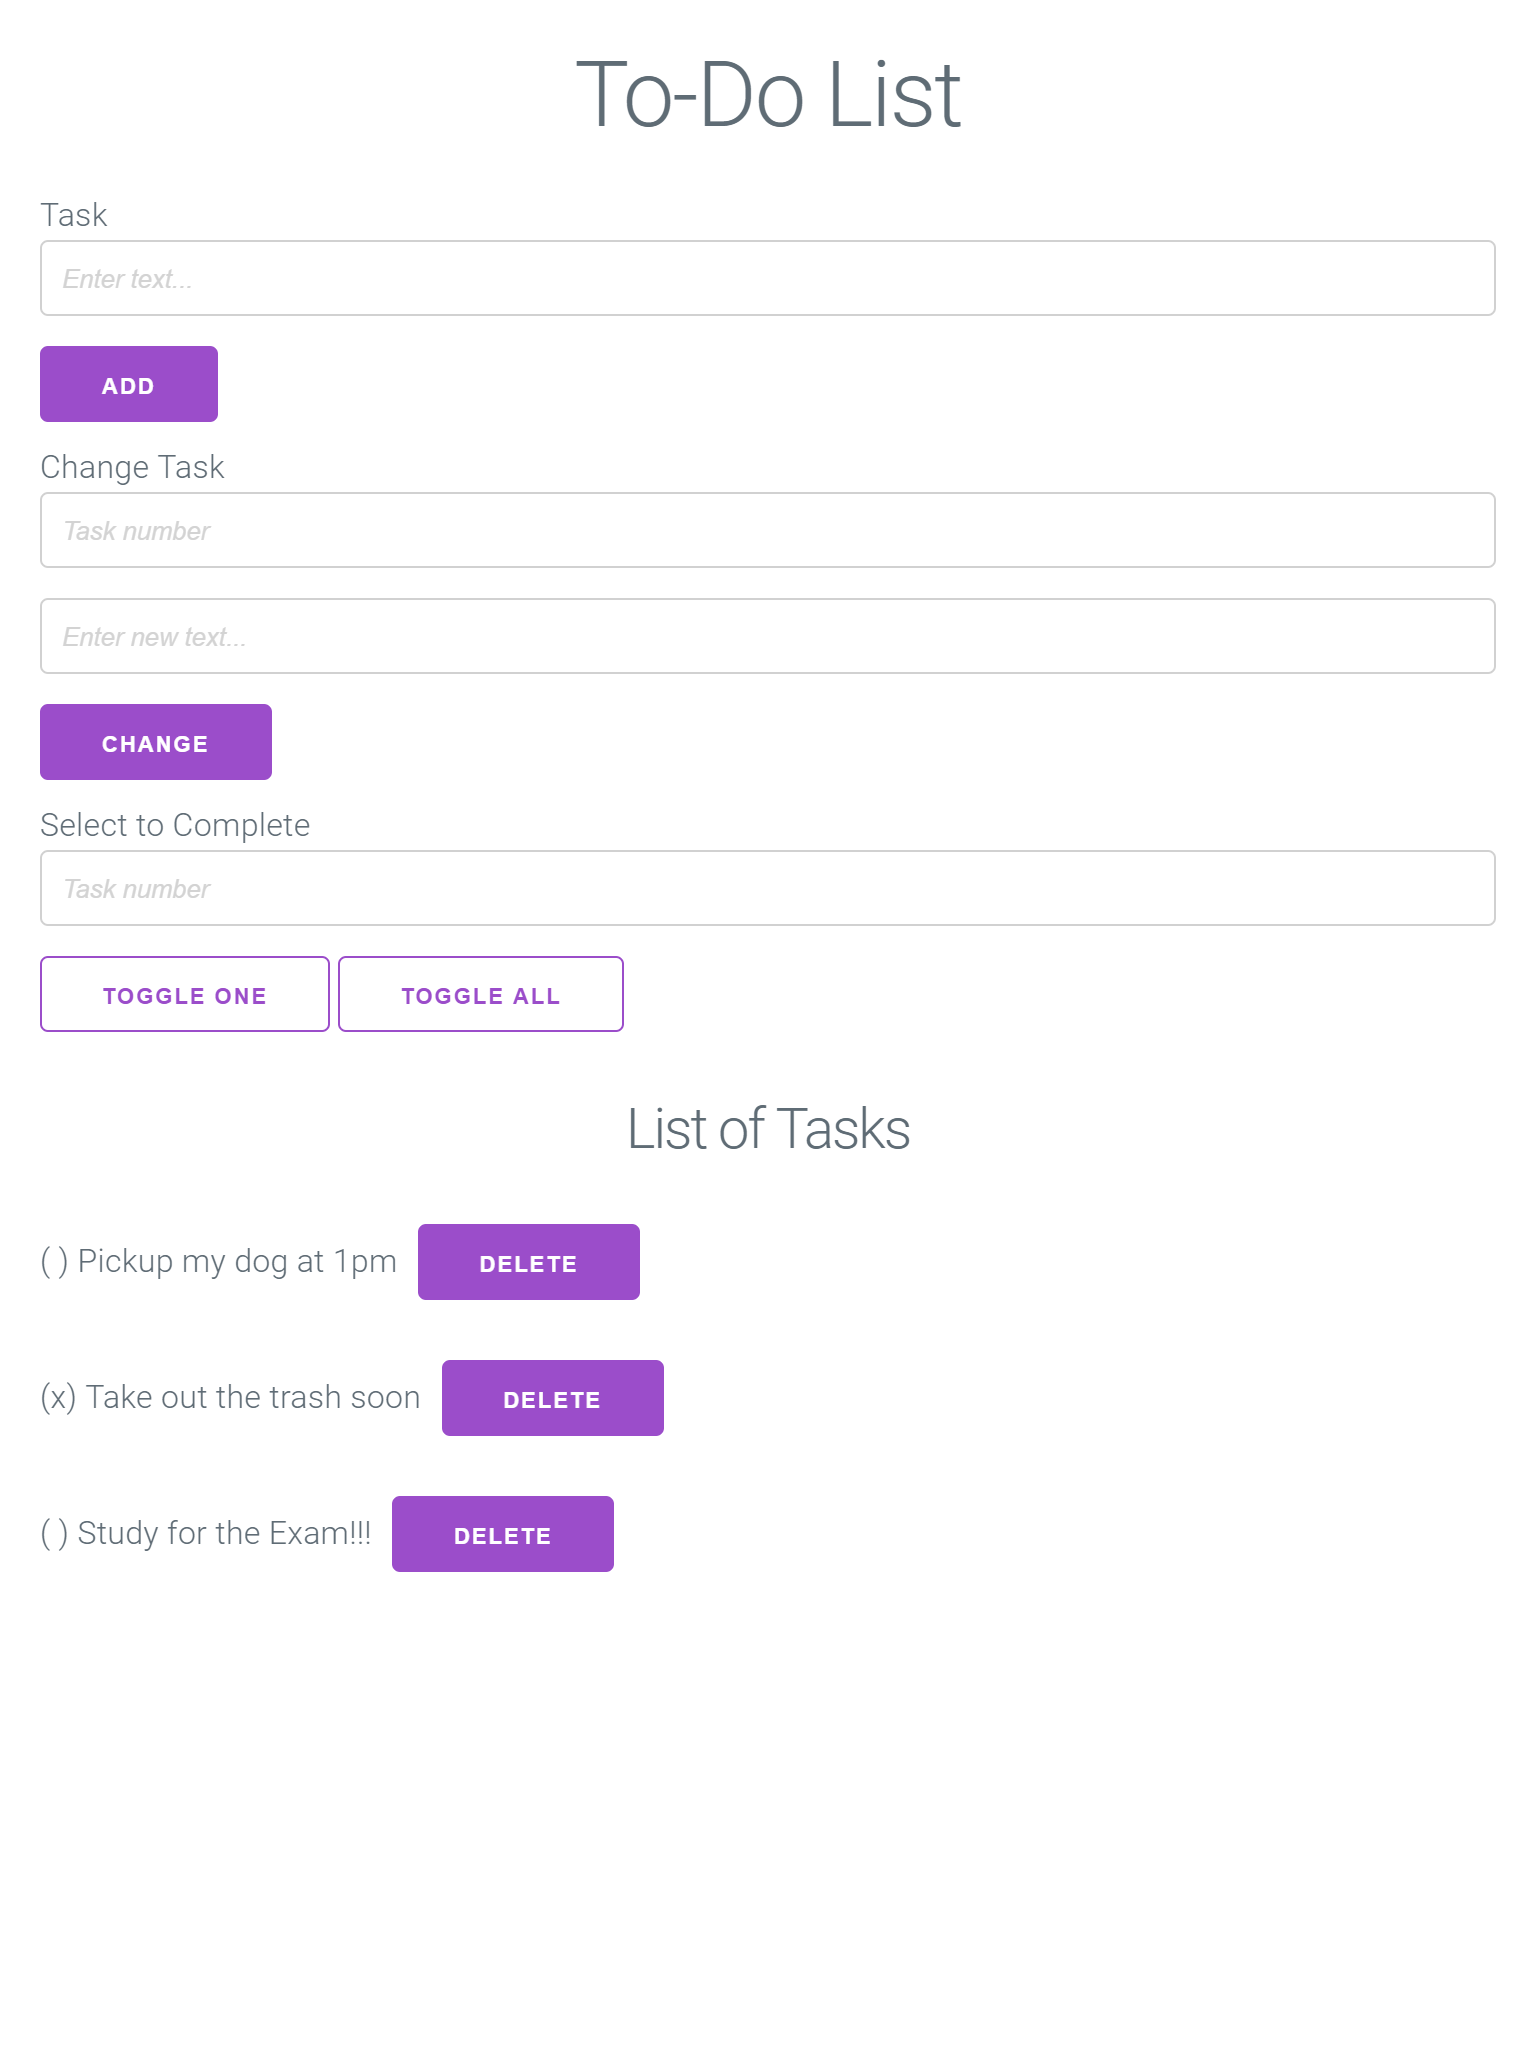 To-Do List
Task
Enter text...
ADD
Change Task
Task number
Enter new text...
CHANGE
Select to Complete
Task number
TOGGLE ONE TOGGLE ALL
List of Tasks
( ) Pickup my dog at 1pm DELETE
(x) Take out the trash soon DELETE
( ) Study for the Exam!!! DELETE